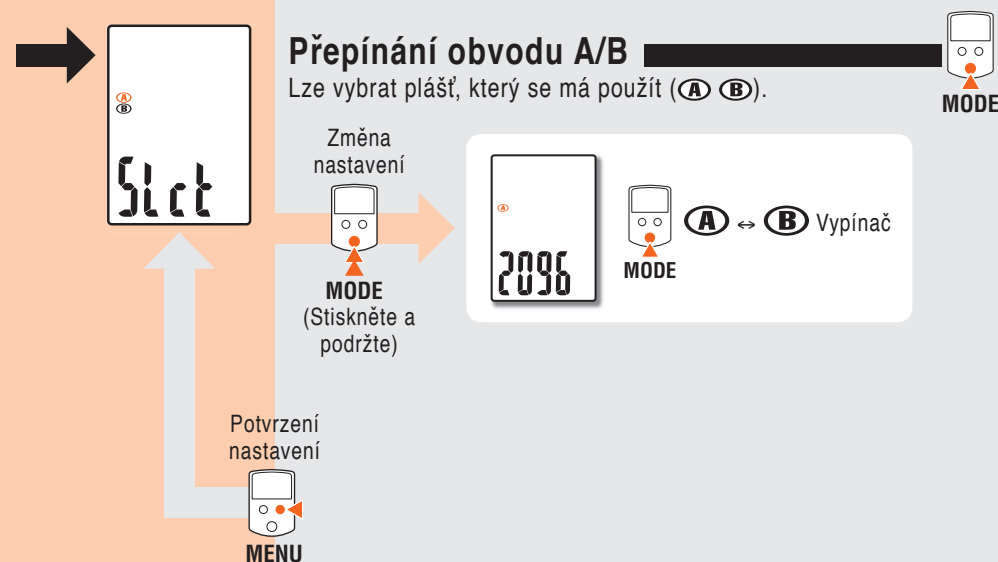 Přepínání obvodu A/B
Lze vybrat plášť, který se má použít (Ⓐ Ⓑ).
MODE
Ⓐ
Ⓑ
Slct
Změna
nastavení
MODE
(Stiskněte a
podržte)
Ⓐ
2096
MODE
Ⓐ ↔ Ⓑ Vypínač
Potvrzení
nastavení
MENU